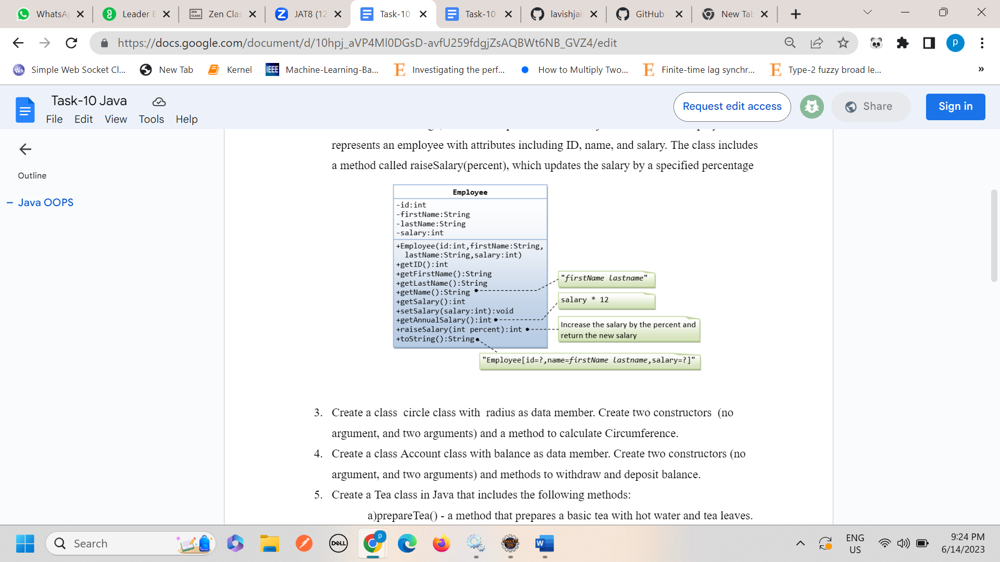 WhatsA
Leader B
Zen Clas
JAT8 (12
Task-10
Task-10
lavishjai
GitHub
New Tab
https://docs.google.com/document/d/10hpj_aVP4Ml0DGsD-avfU259fdgjZsAQBWt6NB_GVZ4/edit
p
Simple Web Socket Cl...
New Tab
Kernel
IEEE
Machine-Learning-Ba...
Investigating the perf...
How to Multiply Two...
Finite-time lag synchr...
Type-2 fuzzy broad le...
»
Task-10 Java
File Edit View Tools Help
Request edit access
Share
Sign in
Outline
Java OOPS
represents an employee with attributes including ID, name, and salary. The class includes
a method called raiseSalary(percent), which updates the salary by a specified percentage
Employee
-id:int
-firstName:String
-lastName:String
-salary:int
+Employee(id:int,firstName:String,
lastName:String,salary:int)
+getID():int
+getFirstName():String
+getLastName():String
+getName():String
+getSalary():int
+setSalary(salary:int):void
+getAnnualSalary():int
+raiseSalary(int percent):int
+toString():String
"firstName lastname"
salary * 12
Increase the salary by the percent and
return the new salary
"Employee[id=?,name=firstName lastname,salary=?]"
3. Create a class  circle class with  radius as data member. Create two constructors  (no
argument, and two arguments) and a method to calculate Circumference.
4. Create a class Account class with balance as data member. Create two constructors (no
argument, and two arguments) and methods to withdraw and deposit balance.
5. Create a Tea class in Java that includes the following methods:
a)prepareTea() - a method that prepares a basic tea with hot water and tea leaves.
Search
DELL
p
W
ENG
US
9:24 PM
6/14/2023